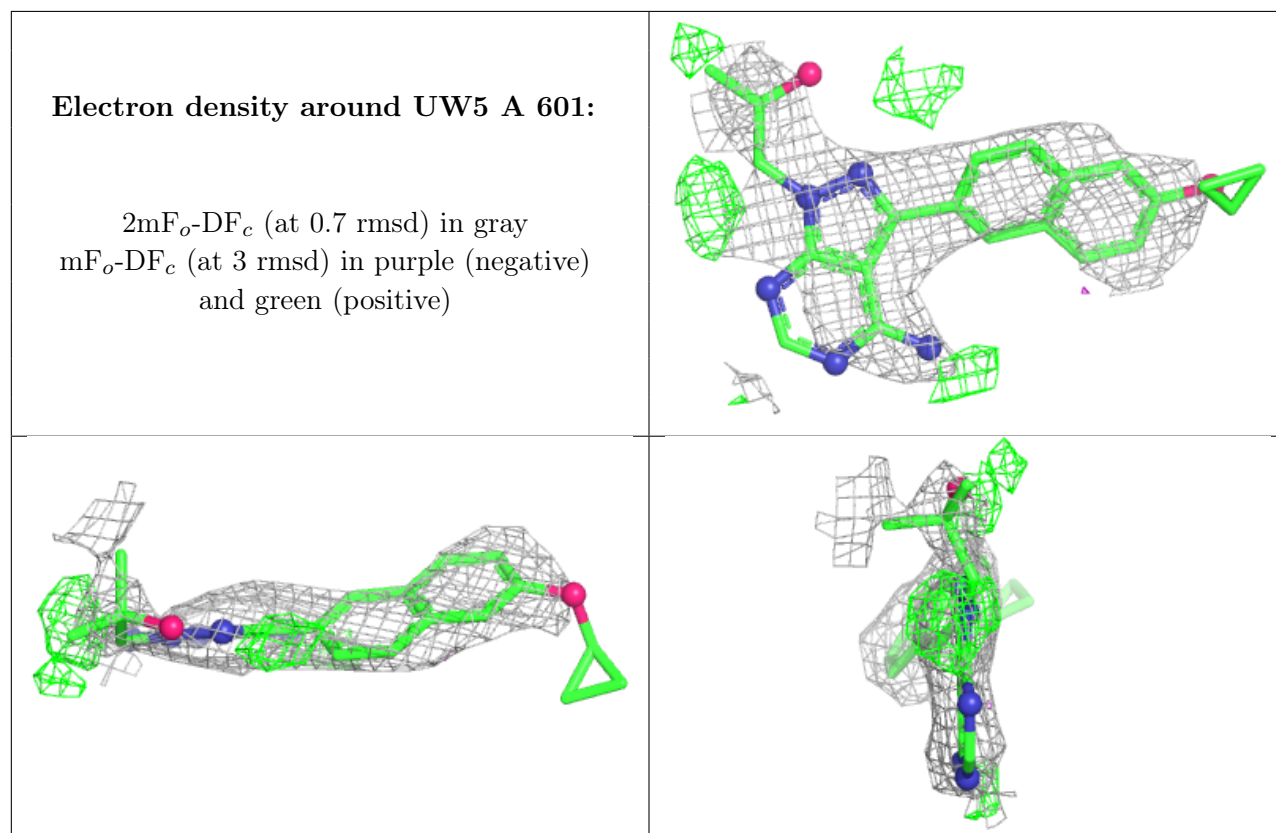 Electron density around UW5 A 601:
2mFo-DFc (at 0.7 rmsd) in gray
mFo-DFc (at 3 rmsd) in purple (negative)
and green (positive)